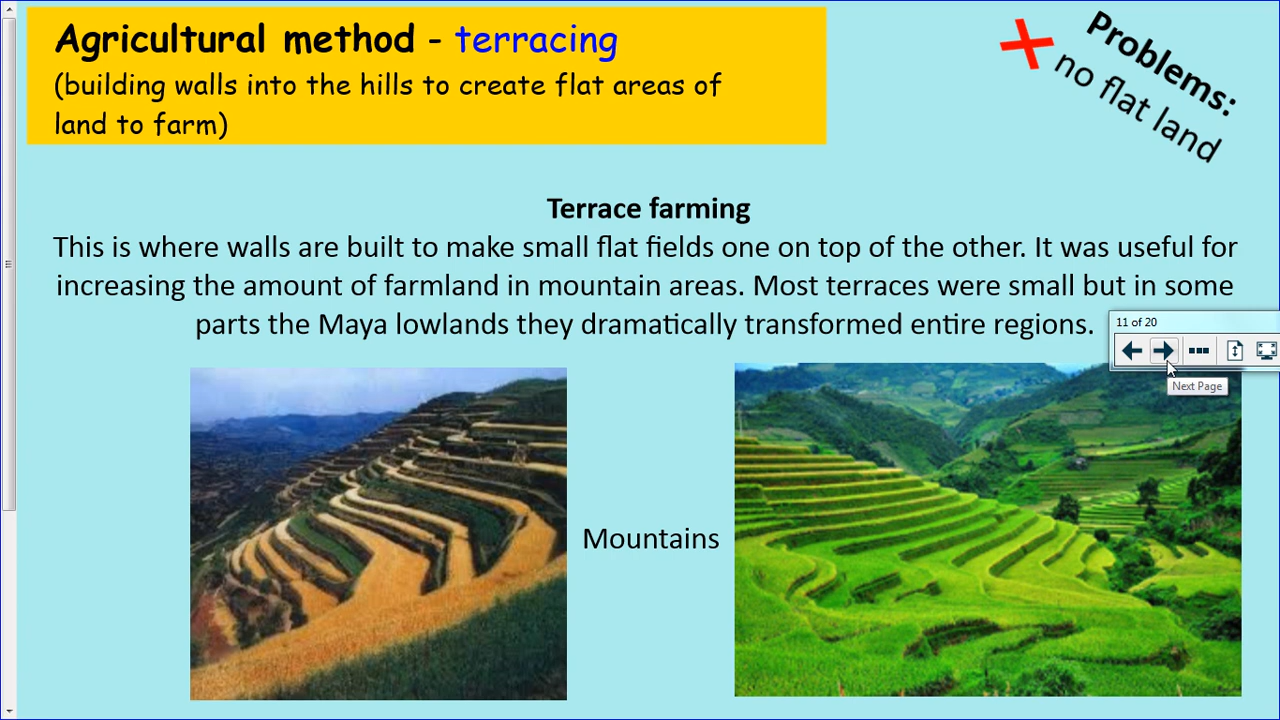 Agricultural method - terracing
(building walls into the hills to create flat areas of
land to farm)
Problems:
no flat land
Terrace farming
This is where walls are built to make small flat fields one on top of the other. It was useful for
increasing the amount of farmland in mountain areas. Most terraces were small but in some
parts the Maya lowlands they dramatically transformed entire regions.
11 of 20
Next Page
Mountains